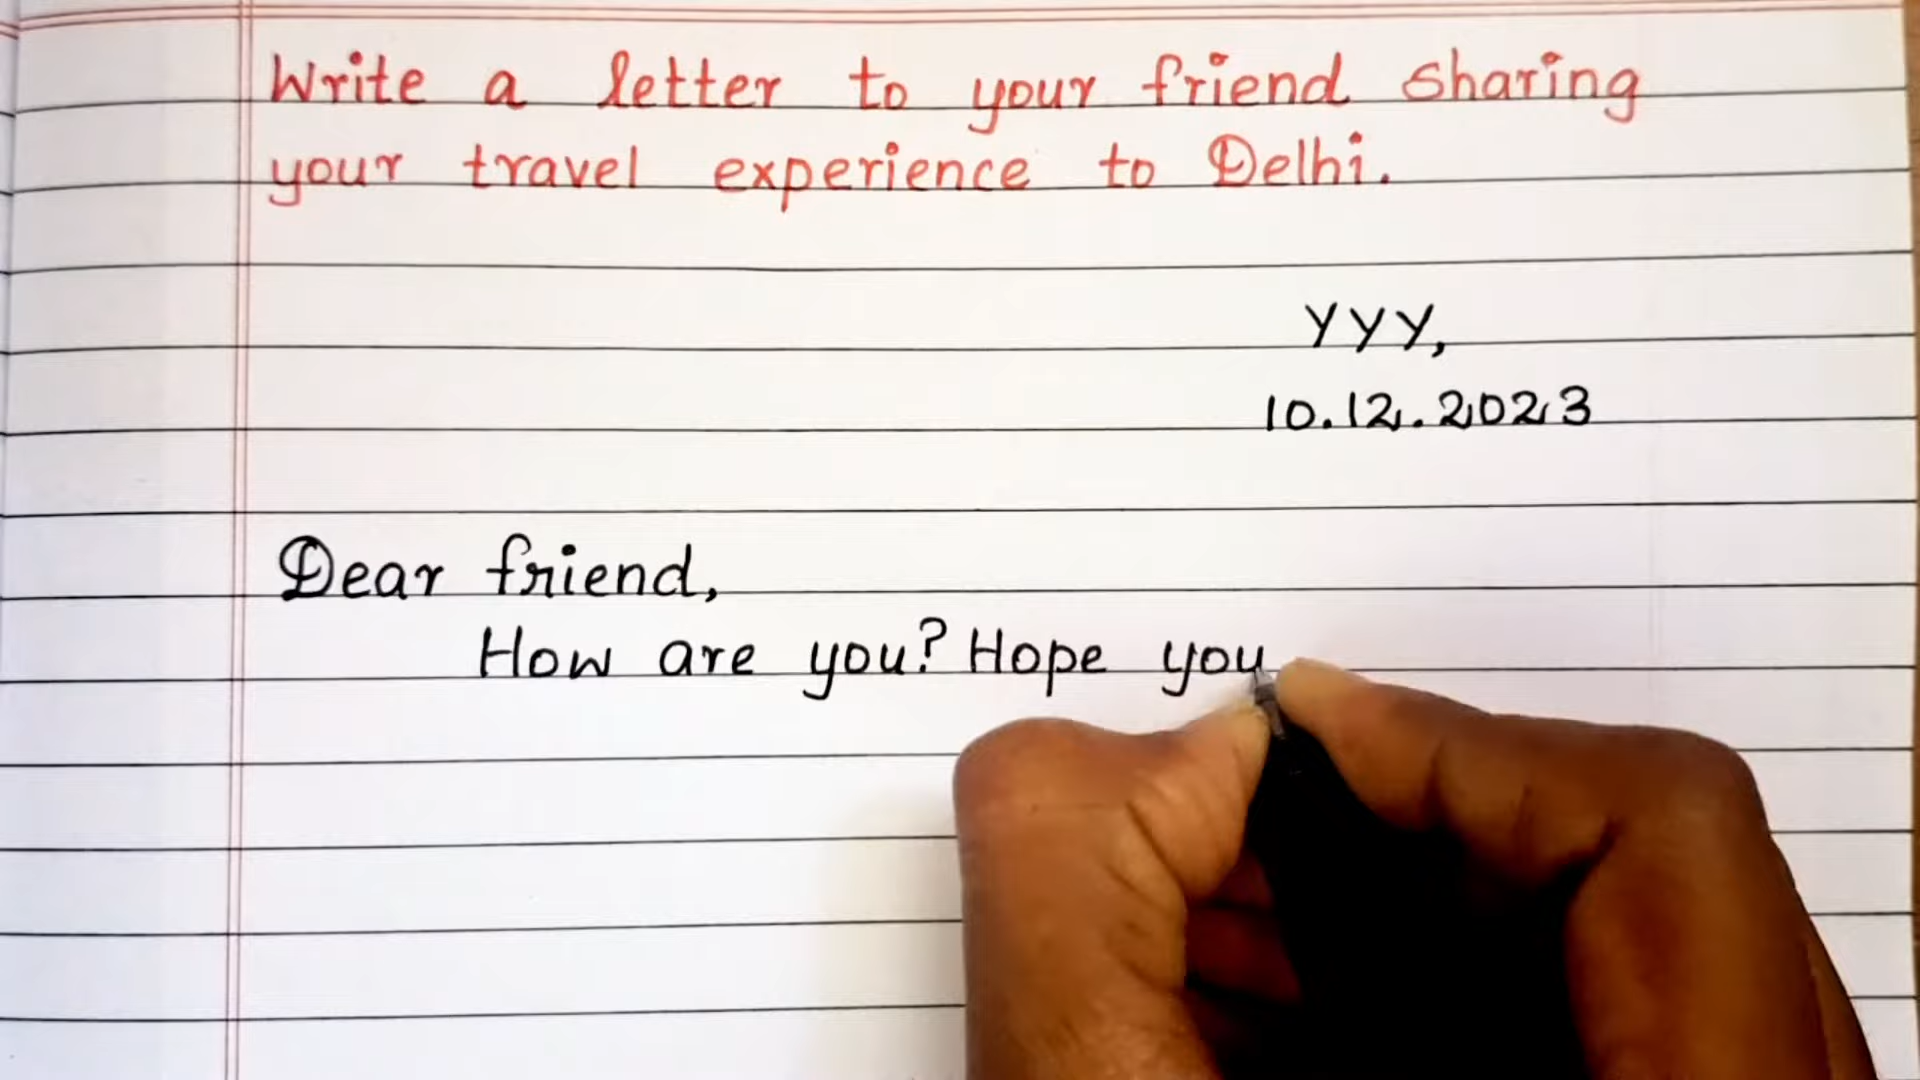 Write a letter to your friend sharing
your travel experience to Delhi.
YYY,
10.12.2023
Dear friend,
How are you? Hope you